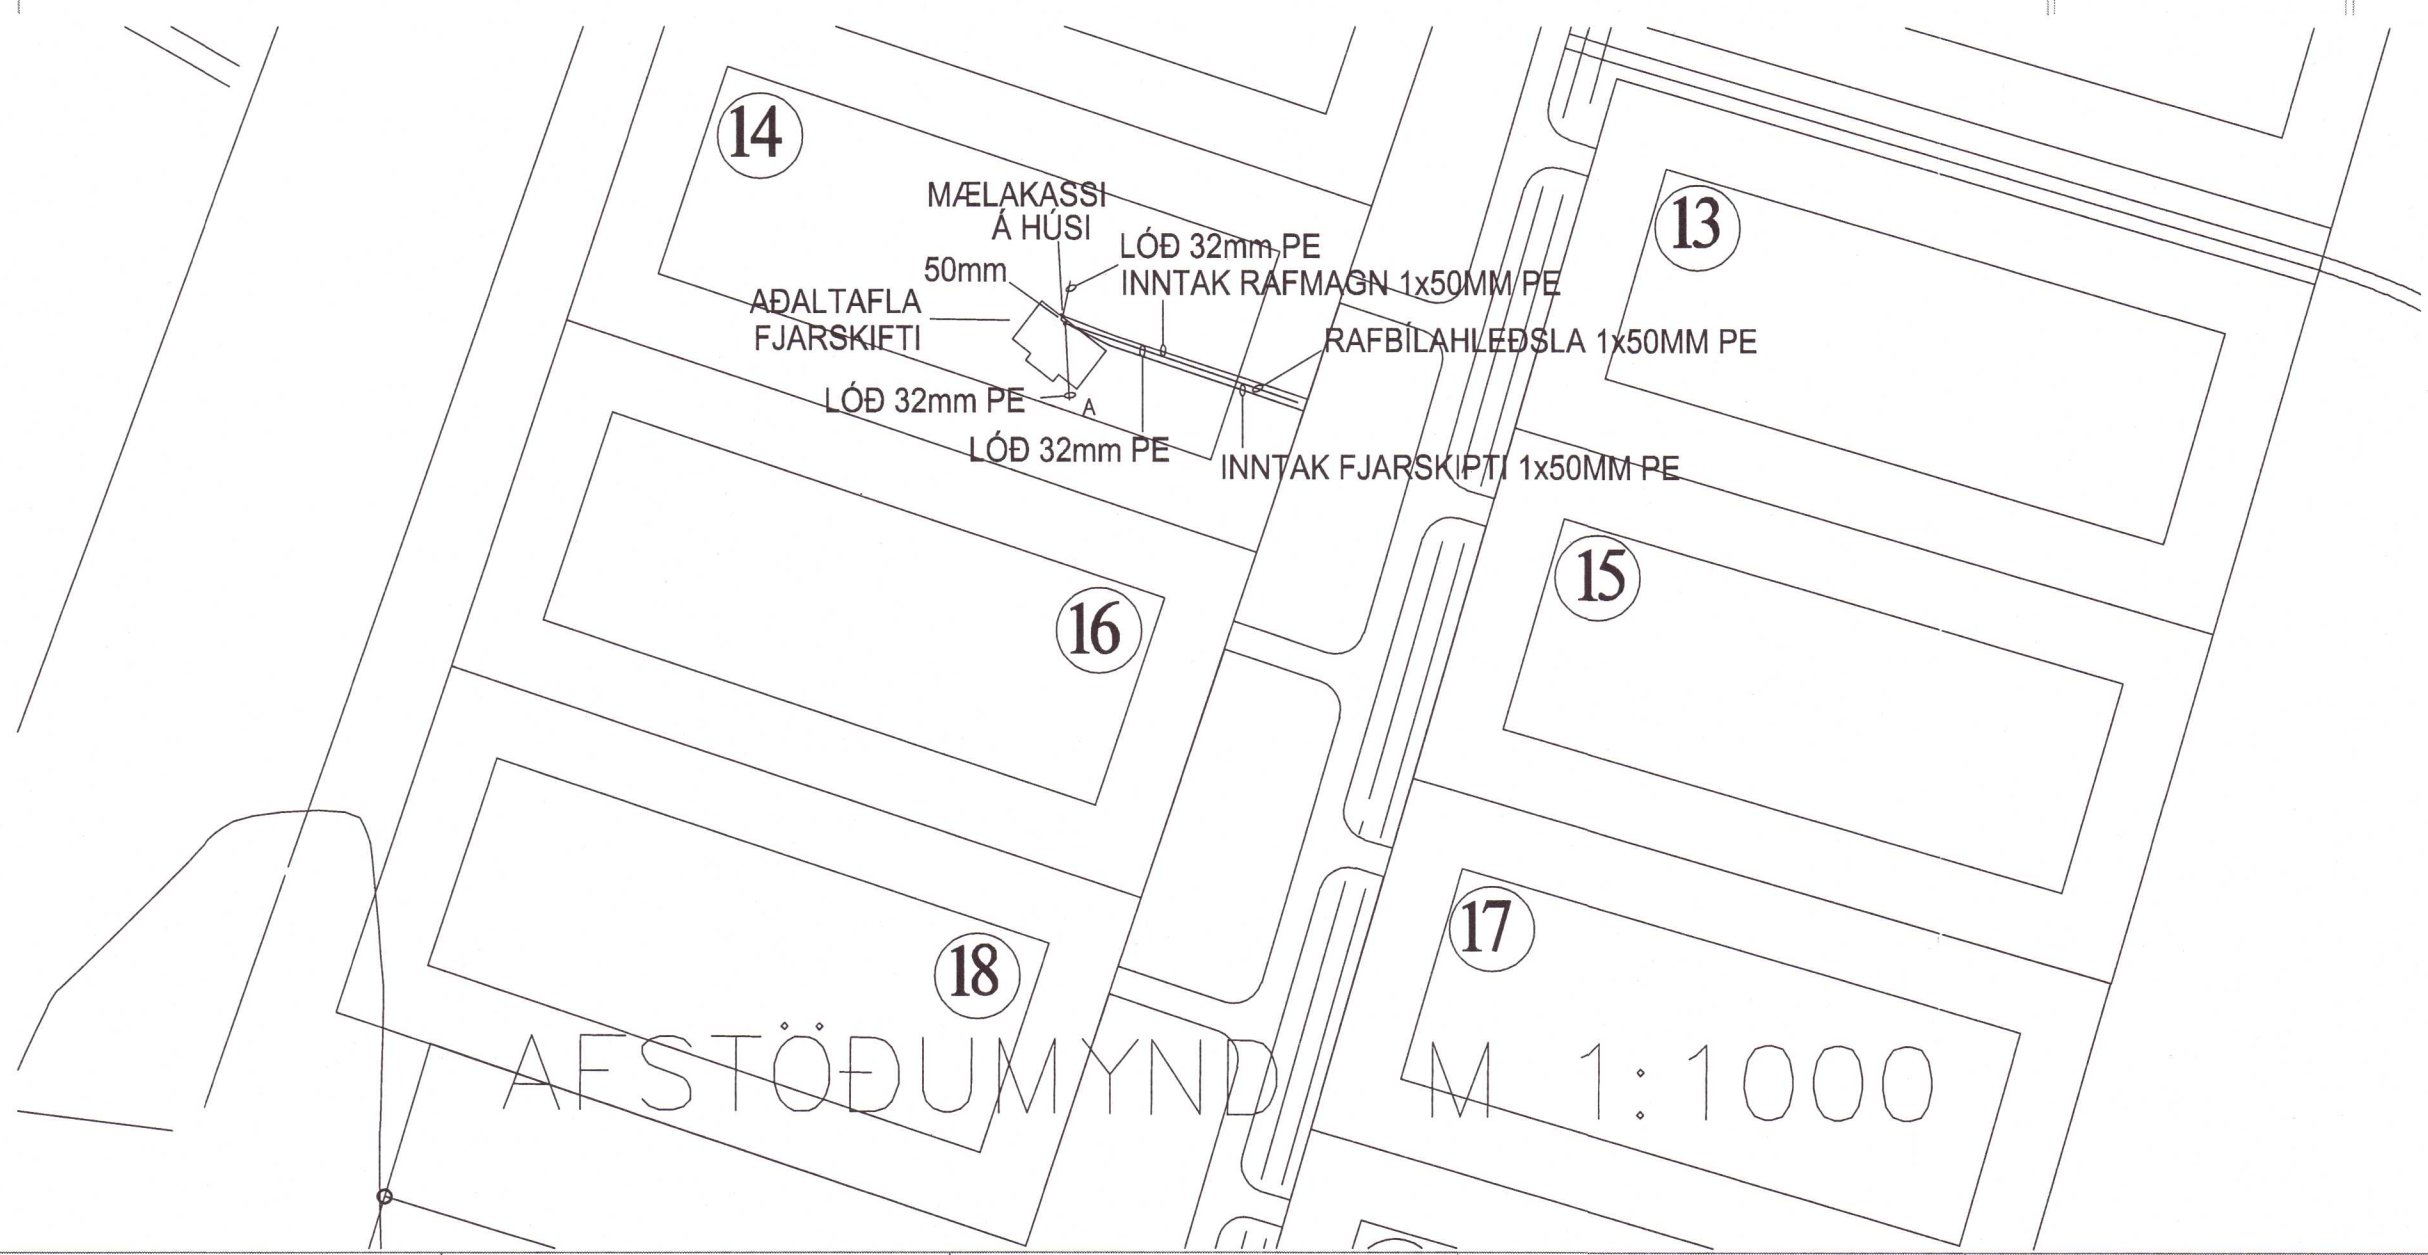 14
MÆLAKASSI
Á HÚSI
13
LÓÐ 32mm PE
50mm
INNTAK RAFMAGN 1x50MM PE
AÐALTAFLA
FJARSKIFTI
RAFBÍLAHLEÐSLA 1x50MM PE
LÓÐ 32mm PE
A
LÓÐ 32mm PE
INNTAK FJARSKIPTI 1x50MM PE
15
16
17
18
AFSTÖÐUMYND M 1:1000